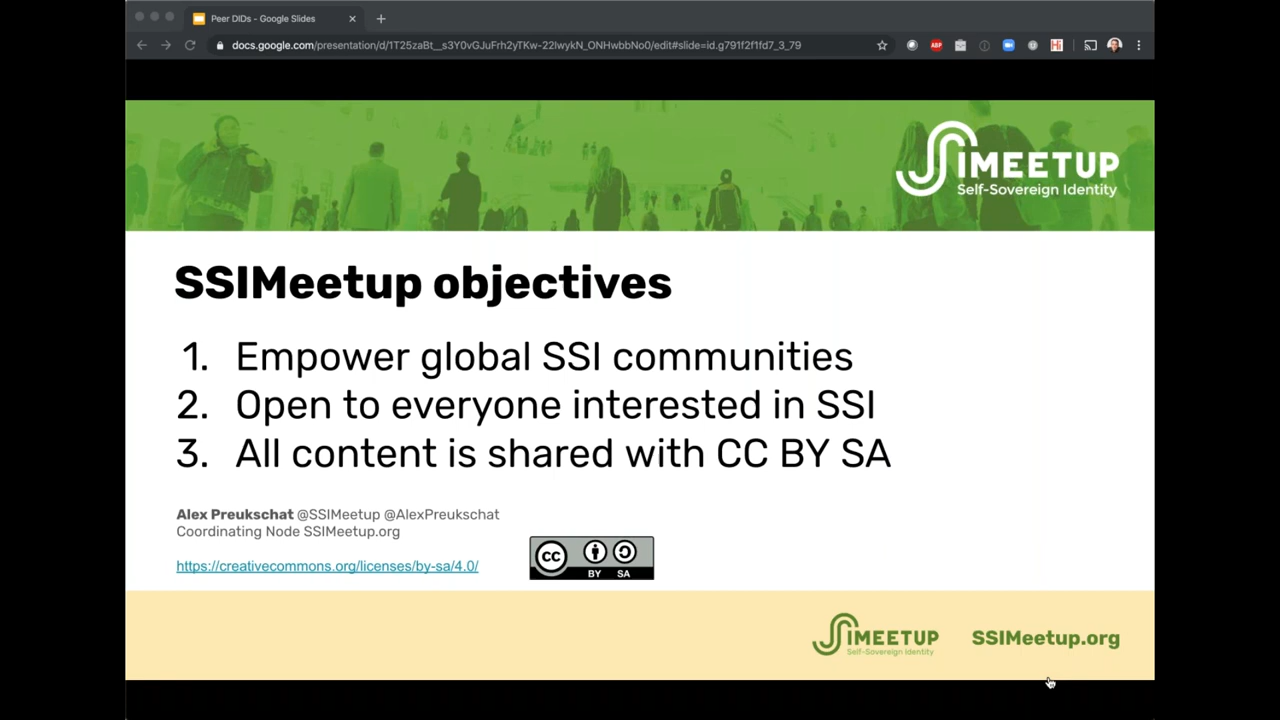 Peer DIDs - Google Slides
docs.google.com/presentation/d/1T25zaBt__s3Y0vGJuFrh2yTKw-22lwykN_ONHwbbNo0/edit#slide=id.g791f2f1fd7_3_79
ABP
Hi
SSIMEETUP
Self-Sovereign Identity
SSIMeetup objectives
1. Empower global SSI communities
2. Open to everyone interested in SSI
3. All content is shared with CC BY SA
Alex Preukschat @SSIMeetup @AlexPreukschat
Coordinating Node SSIMeetup.org
https://creativecommons.org/licenses/by-sa/4.0/
CC
BY SA
SSIMEETUP
Self-Sovereign Identity
SSIMeetup.org